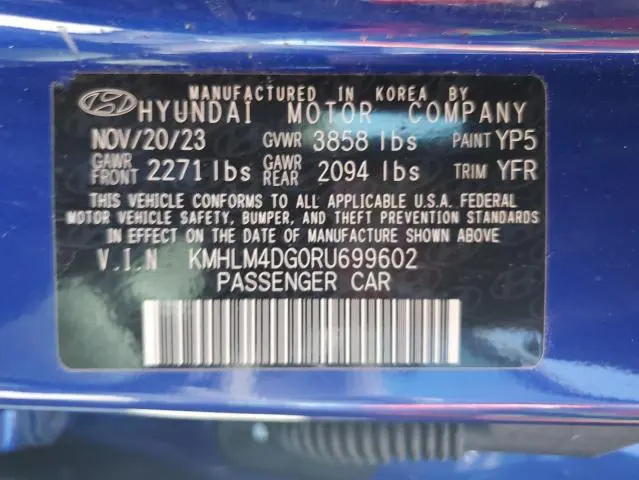 MANUFACTURED IN KOREA BY
HYUNDAI MOTOR COMPANY
NOV/20/23 GVWR 3858 lbs PAINT YP5
GAWR FRONT 2271 lbs GAWR REAR 2094 lbs TRIM YFR
THIS VEHICLE CONFORMS TO ALL APPLICABLE U.S.A. FEDERAL
MOTOR VEHICLE SAFETY, BUMPER, AND THEFT PREVENTION STANDARDS
IN EFFECT ON THE DATE OF MANUFACTURE SHOWN ABOVE
V.I.N KMHLM4DG0RU699602
PASSENGER CAR